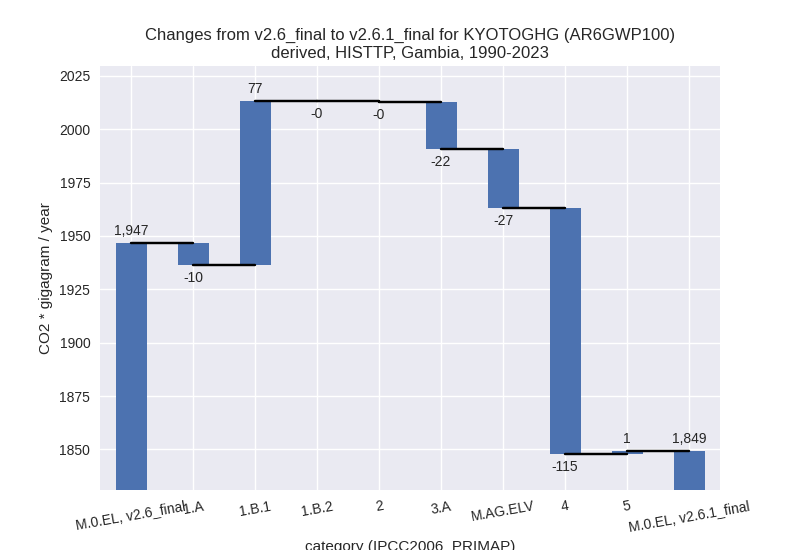 Changes from v2.6_final to v2.6.1_final for KYOTOGHG (AR6GWP100)
derived, HISTTP, Gambia, 1990-2023
CO2 * gigagram / year
2025
2000
1975
1950
1925
1900
1875
1850
1,947
-10
77
-0
-0
-22
-27
-115
1
1,849
M.0.EL, v2.6_final
1.A
1.B.1
1.B.2
2
3.A
M.AG.ELV
4
5
M.0.EL, v2.6.1_final
category (IPCC2006_PRIMAP)